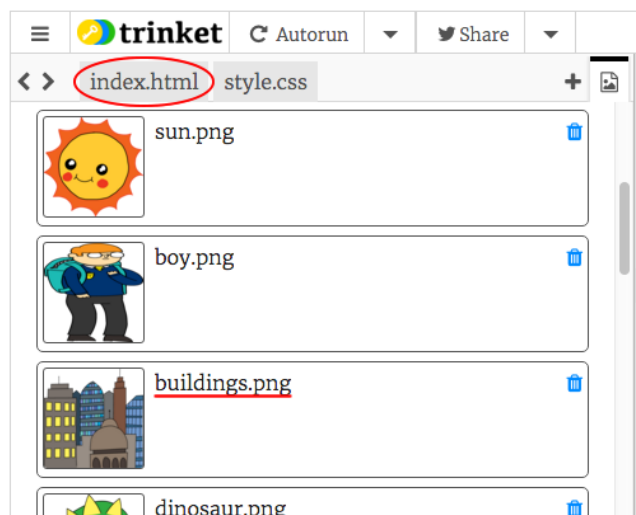 trinket Autorun Share
index.html style.css
sun.png
boy.png
buildings.png
dinosaur.png